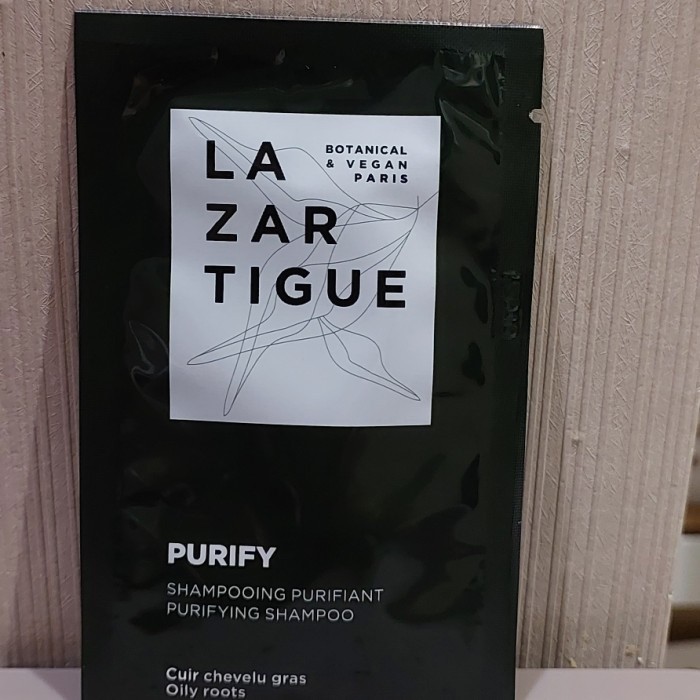 LA
ZAR
TIGUE
BOTANICAL
& VEGAN
PARIS
PURIFY
SHAMPOOING PURIFIANT
PURIFYING SHAMPOO
Cuir chevelu gras
Oily roots